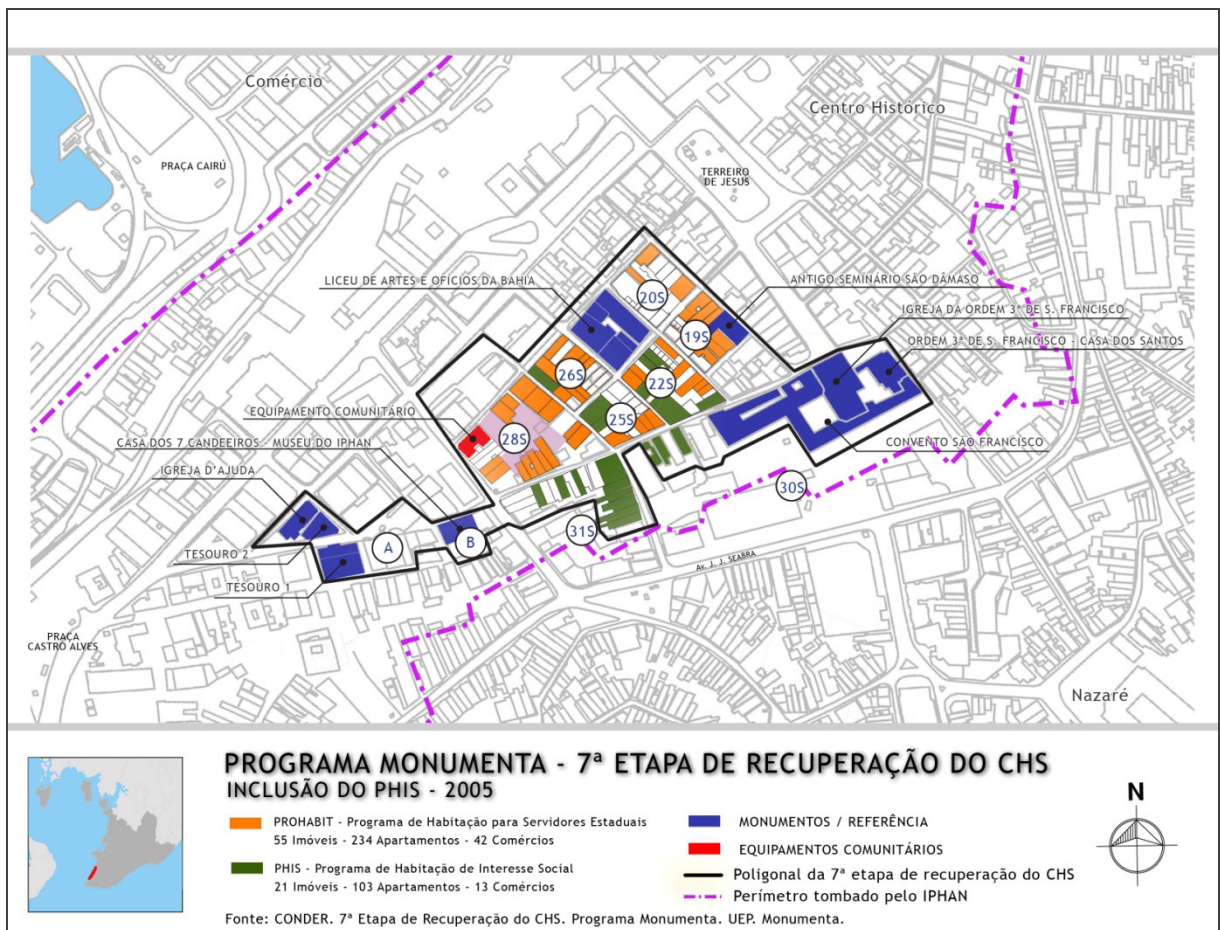 Comércio
Centro Histórico
PRAÇA CAIRÚ
TERREIRO
DE JESUS
LICEU DE ARTES E OFÍCIOS DA BAHIA
ANTIGO SEMINÁRIO SÃO DÂMASO
20S
IGREJA DA ORDEM 3ª DE S. FRANCISCO
19S
ORDEM 3ª DE S. FRANCISCO - CASA DOS SANTOS
26S
22S
EQUIPAMENTO COMUNITÁRIO
25S
28S
CASA DOS 7 CANDEEIROS - MUSEU DO IPHAN
CONVENTO SÃO FRANCISCO
IGREJA D'AJUDA
30S
31S
TESOURO 2
A
B
Av. J. J. SEABRA
TESOURO 1
PRAÇA
CASTRO ALVES
Nazaré
PROGRAMA MONUMENTA - 7ª ETAPA DE RECUPERAÇÃO DO CHS
INCLUSÃO DO PHIS - 2005
PROHABIT - Programa de Habitação para Servidores Estaduais
55 Imóveis - 234 Apartamentos - 42 Comércios
PHIS - Programa de Habitação de Interesse Social
21 Imóveis - 103 Apartamentos - 13 Comércios
MONUMENTOS / REFERÊNCIA
EQUIPAMENTOS COMUNITÁRIOS
Poligonal da 7ª etapa de recuperação do CHS
Perímetro tombado pelo IPHAN
N
Fonte: CONDER. 7ª Etapa de Recuperação do CHS. Programa Monumenta. UEP. Monumenta.